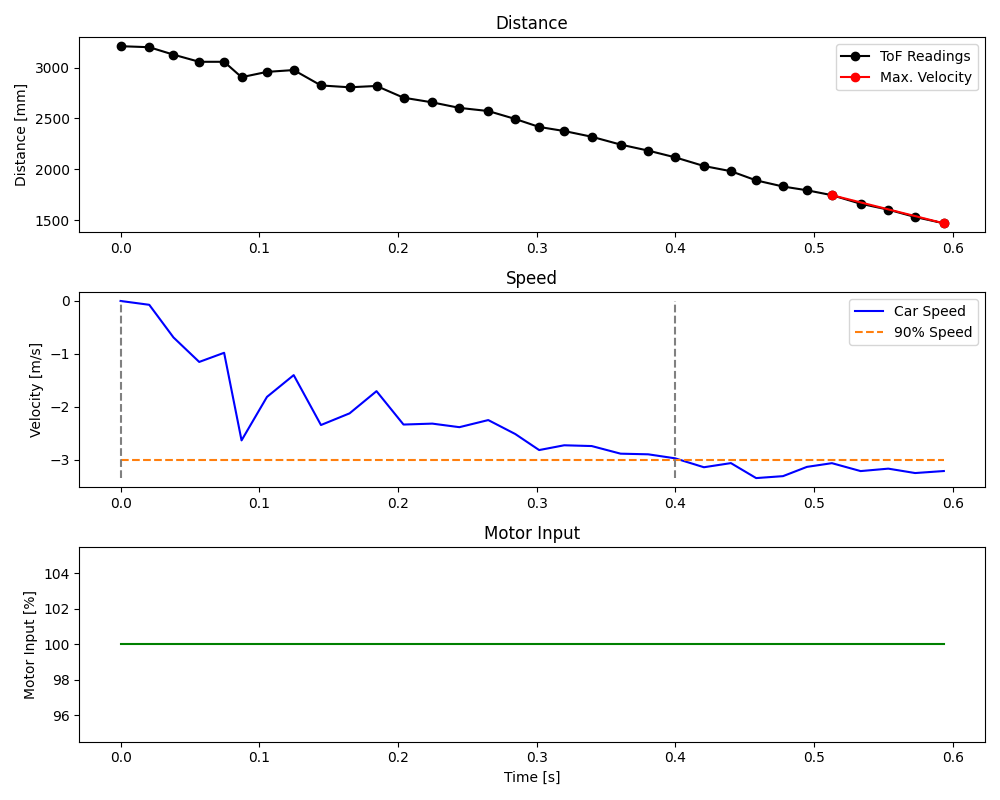 Distance
Distance [mm]
3000
2500
2000
1500
ToF Readings
Max. Velocity
0.0 0.1 0.2 0.3 0.4 0.5 0.6
Speed
Velocity [m/s]
0
−1
−2
−3
Car Speed
90% Speed
0.0 0.1 0.2 0.3 0.4 0.5 0.6
Motor Input
Motor Input [%]
104
102
100
98
96
0.0 0.1 0.2 0.3 0.4 0.5 0.6
Time [s]